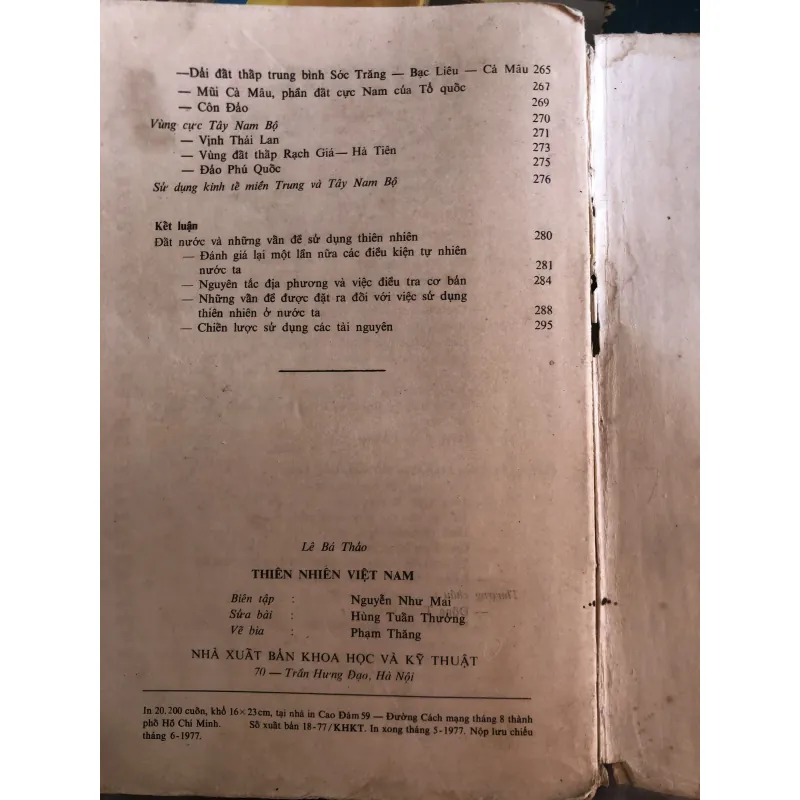 —Dải đất thấp trung bình Sóc Trăng — Bạc Liêu — Cà Mâu 265
— Mũi Cà Mâu, phần đất cực Nam của Tổ quốc 267
— Côn Đảo 269
Vùng cực Tây Nam Bộ 270
— Vịnh Thái Lan 271
— Vùng đất thấp Rạch Giá — Hà Tiên 273
— Đảo Phú Quốc 275
Sử dụng kinh tế miền Trung và Tây Nam Bộ 276
Kết luận
Đất nước và những vấn đề sử dụng thiên nhiên 280
— Đánh giá lại một lần nữa các điều kiện tự nhiên
nước ta 281
— Nguyên tắc địa phương và việc điều tra cơ bản 284
— Những vấn đề được đặt ra đối với việc sử dụng
thiên nhiên ở nước ta 288
— Chiến lược sử dụng các tài nguyên 295
Lê Bá Thảo
THIÊN NHIÊN VIỆT NAM
Biên tập : Nguyễn Như Mai
Sửa bài : Hùng Tuấn Thưởng
Vẽ bìa : Phạm Thăng
NHÀ XUẤT BẢN KHOA HỌC VÀ KỸ THUẬT
70 — Trần Hưng Đạo, Hà Nội
In 20.200 cuốn, khổ 16×23cm, tại nhà in Cao Đảm 59 — Đường Cách mạng tháng 8 thành
phố Hồ Chí Minh. Số xuất bản 18-77/KHKT. In xong tháng 5-1977. Nộp lưu chiểu
tháng 6-1977.